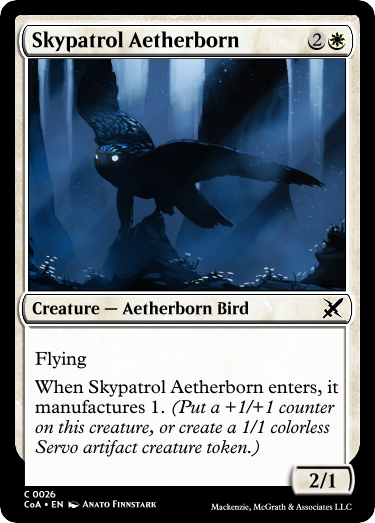 Skypatrol Aetherborn 2
Creature — Aetherborn Bird
Flying
When Skypatrol Aetherborn enters, it
manufactures 1. (Put a +1/+1 counter
on this creature, or create a 1/1 colorless
Servo artifact creature token.)
2/1
C 0026
CoA • EN Anato Finnstark
Mackenzie, McGrath & Associates LLC